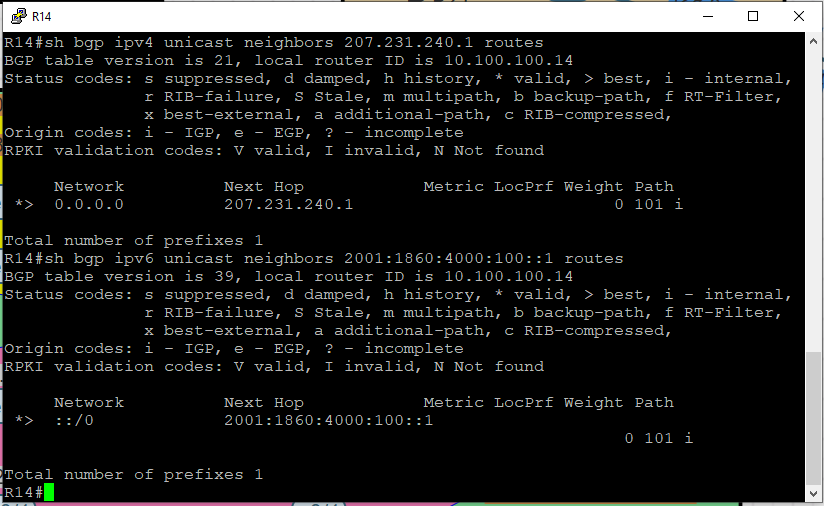 R14
R14#sh bgp ipv4 unicast neighbors 207.231.240.1 routes
BGP table version is 21, local router ID is 10.100.100.14
Status codes: s suppressed, d damped, h history, * valid, > best, i - internal,
              r RIB-failure, S Stale, m multipath, b backup-path, f RT-Filter,
              x best-external, a additional-path, c RIB-compressed,
Origin codes: i - IGP, e - EGP, ? - incomplete
RPKI validation codes: V valid, I invalid, N Not found
     Network          Next Hop            Metric LocPrf Weight Path
 *>  0.0.0.0          207.231.240.1                          0 101 i
Total number of prefixes 1
R14#sh bgp ipv6 unicast neighbors 2001:1860:4000:100::1 routes
BGP table version is 39, local router ID is 10.100.100.14
Status codes: s suppressed, d damped, h history, * valid, > best, i - internal,
              r RIB-failure, S Stale, m multipath, b backup-path, f RT-Filter,
              x best-external, a additional-path, c RIB-compressed,
Origin codes: i - IGP, e - EGP, ? - incomplete
RPKI validation codes: V valid, I invalid, N Not found
     Network          Next Hop            Metric LocPrf Weight Path
 *>  ::/0             2001:1860:4000:100::1
                                                              0 101 i
Total number of prefixes 1
R14#